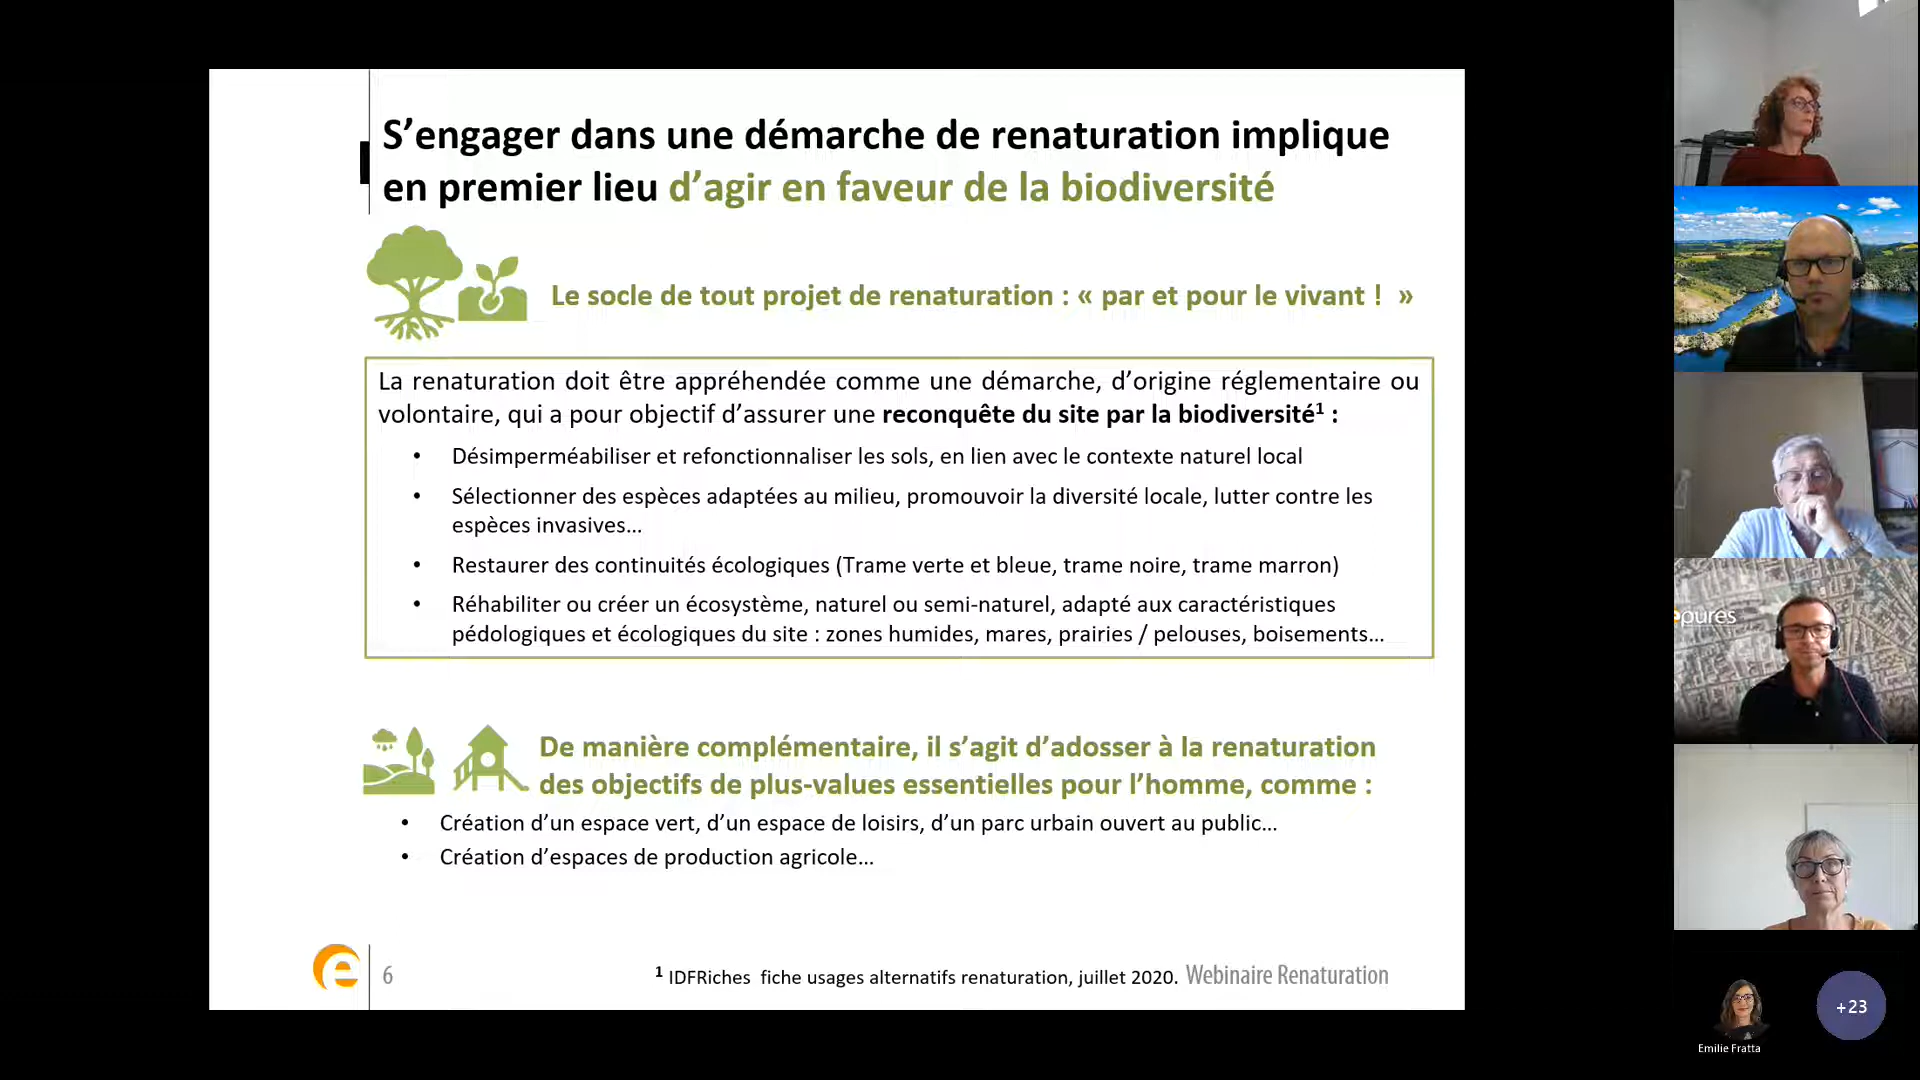 S’engager dans une démarche de renaturation implique
en premier lieu d’agir en faveur de la biodiversité
Le socle de tout projet de renaturation : « par et pour le vivant ! »
La renaturation doit être appréhendée comme une démarche, d’origine réglementaire ou
volontaire, qui a pour objectif d’assurer une reconquête du site par la biodiversité¹ :
• Désimperméabiliser et refonctionnaliser les sols, en lien avec le contexte naturel local
• Sélectionner des espèces adaptées au milieu, promouvoir la diversité locale, lutter contre les
espèces invasives…
• Restaurer des continuités écologiques (Trame verte et bleue, trame noire, trame marron)
• Réhabiliter ou créer un écosystème, naturel ou semi-naturel, adapté aux caractéristiques
pédologiques et écologiques du site : zones humides, mares, prairies / pelouses, boisements…
De manière complémentaire, il s’agit d’adosser à la renaturation
des objectifs de plus-values essentielles pour l’homme, comme :
• Création d’un espace vert, d’un espace de loisirs, d’un parc urbain ouvert au public…
• Création d’espaces de production agricole…
e
6
¹ IDFRiches fiche usages alternatifs renaturation, juillet 2020. Webinaire Renaturation
epures
+23
Emilie Fratta